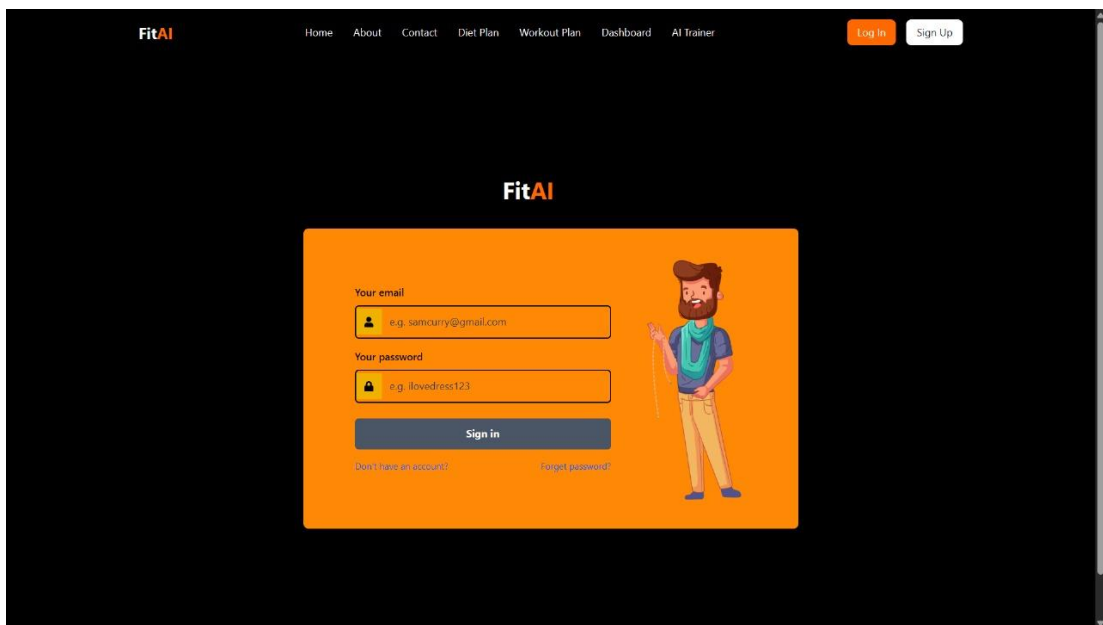 FitAI Home About Contact Diet Plan Workout Plan Dashboard AI Trainer Log In Sign Up
FitAI
Your email
e.g. samcurry@gmail.com
Your password
e.g. ilovedress123
Sign in
Don't have an account? Forget password?